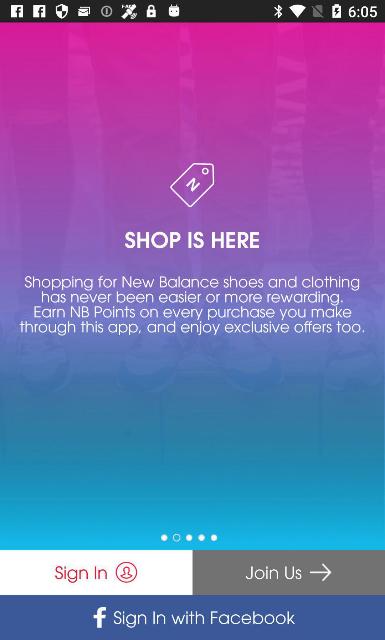 6:05
N
SHOP IS HERE
Shopping for New Balance shoes and clothing
has never been easier or more rewarding.
Earn NB Points on every purchase you make
through this app, and enjoy exclusive offers too.
Sign In
Join Us
f Sign In with Facebook